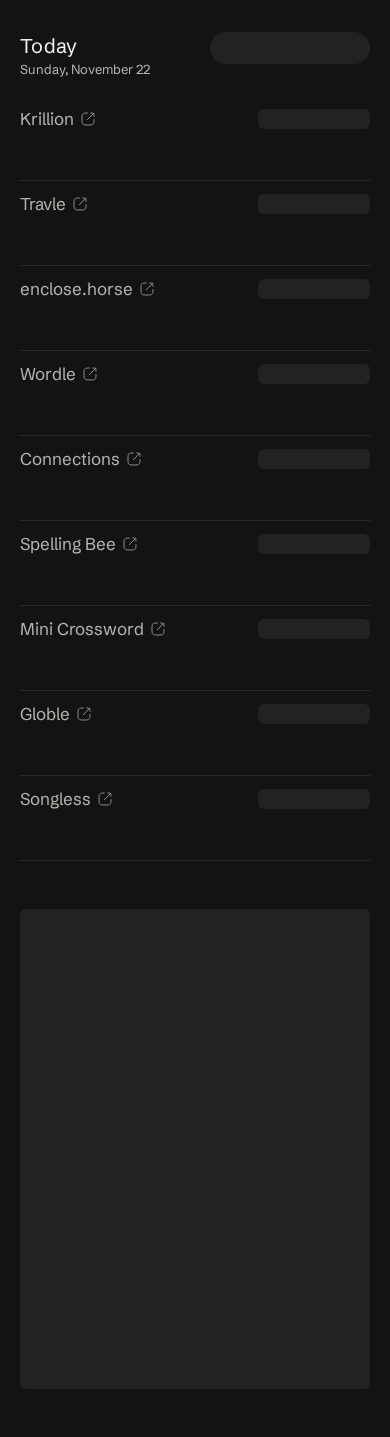 Today
Sunday, November 22
Krillion
Travle
enclose.horse
Wordle
Connections
Spelling Bee
Mini Crossword
Globle
Songless